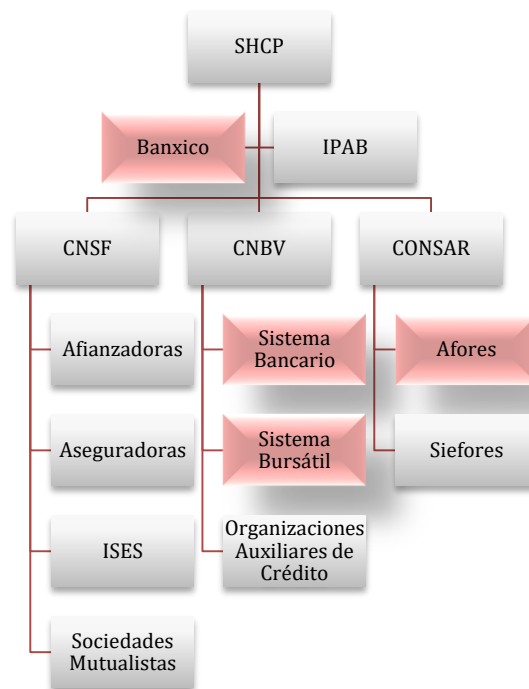 SHCP
Banxico
IPAB
CNSF
CNBV
CONSAR
Afianzadoras
Sistema
Bancario
Afores
Aseguradoras
Sistema
Bursátil
Siefores
ISES
Organizaciones
Auxiliares de
Crédito
Sociedades
Mutualistas